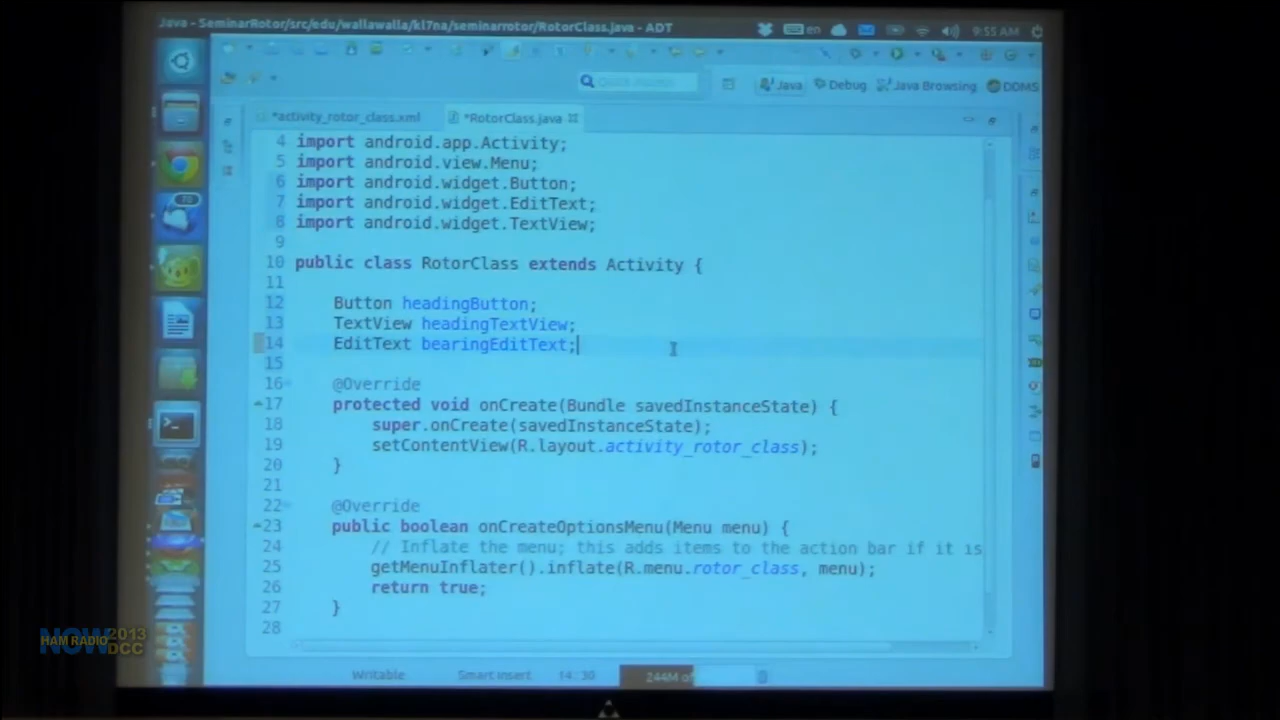 Java - SeminarRotor/src/edu/wallawalla/kl7na/seminarrotor/RotorClass.java - ADT
en 9:55 AM
Quick Access Java Debug Java Browsing DDMS
*activity_rotor_class.xml *RotorClass.java
4 import android.app.Activity;
5 import android.view.Menu;
6 import android.widget.Button;
7 import android.widget.EditText;
8 import android.widget.TextView;
9
10 public class RotorClass extends Activity {
11
12 Button headingButton;
13 TextView headingTextView;
14 EditText bearingEditText;
15
16 @Override
17 protected void onCreate(Bundle savedInstanceState) {
18 super.onCreate(savedInstanceState);
19 setContentView(R.layout.activity_rotor_class);
20 }
21
22 @Override
23 public boolean onCreateOptionsMenu(Menu menu) {
24 // Inflate the menu; this adds items to the action bar if it is
25 getMenuInflater().inflate(R.menu.rotor_class, menu);
26 return true;
27 }
28
Writable Smart Insert 14:30 244M of
HAM RADIO
NOW 2013
DCC